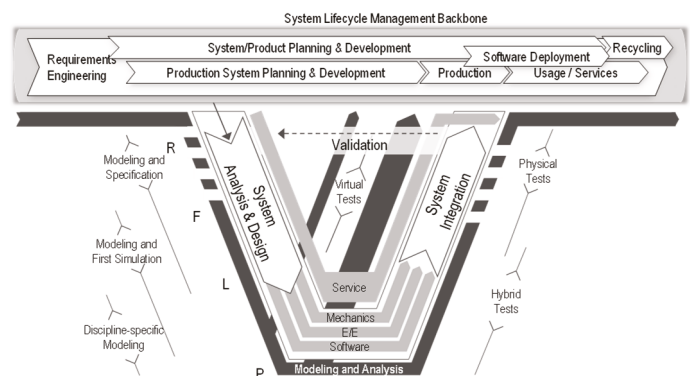 System Lifecycle Management Backbone
Requirements
Engineering
System/Product Planning & Development
Software Deployment
Recycling
Production System Planning & Development
Production
Usage / Services
R
Modeling and
Specification
System
Analysis & Design
Validation
Virtual
Tests
System
Integration
Physical
Tests
F
Modeling and
First Simulation
L
Service
Hybrid
Tests
Mechanics
E/E
Software
Discipline-specific
Modeling
P
Modeling and Analysis